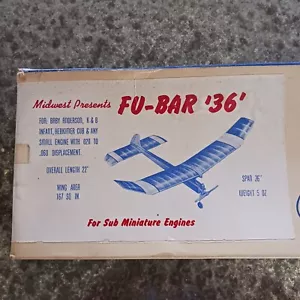 Midwest Presents
FU-BAR '36'
FOR: BABY ANDERSON, K & B
INFANT, HERKIMER CUB & ANY
SMALL ENGINE WITH .020 TO
.060 DISPLACEMENT.
OVERALL LENGTH 22"
WING AREA
167 SQ IN
SPAN 36"
WEIGHT 5 OZ
For Sub Miniature Engines